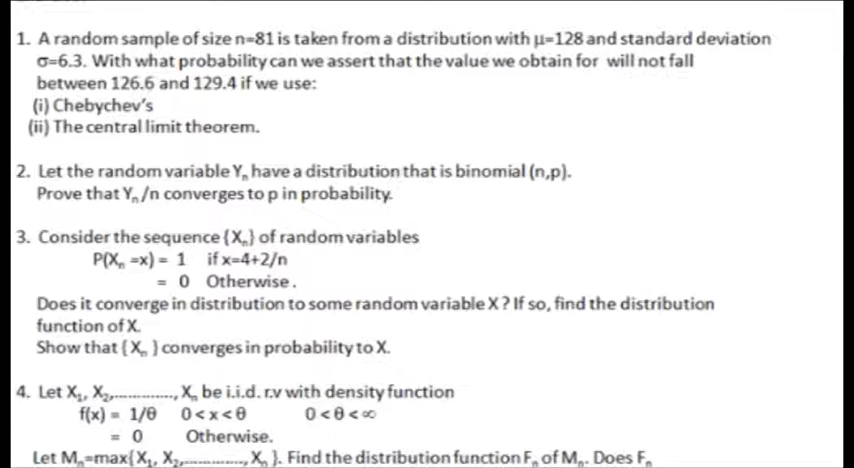 1. A random sample of size n=81 is taken from a distribution with μ=128 and standard deviation
σ=6.3. With what probability can we assert that the value we obtain for will not fall
between 126.6 and 129.4 if we use:
(i) Chebychev's
(ii) The central limit theorem.
2. Let the random variable Yₙ have a distribution that is binomial (n,p).
Prove that Yₙ/n converges to p in probability.
3. Consider the sequence {Xₙ} of random variables
P(Xₙ =x) = 1 if x=4+2/n
= 0 Otherwise.
Does it converge in distribution to some random variable X? If so, find the distribution
function of X.
Show that {Xₙ } converges in probability to X.
4. Let X₁, X₂,............., Xₙ be i.i.d. r.v with density function
f(x) = 1/θ 0<x<θ 0<θ<∞
= 0 Otherwise.
Let Mₙ=max{X₁, X₂,............., Xₙ }. Find the distribution function Fₙ of Mₙ. Does Fₙ